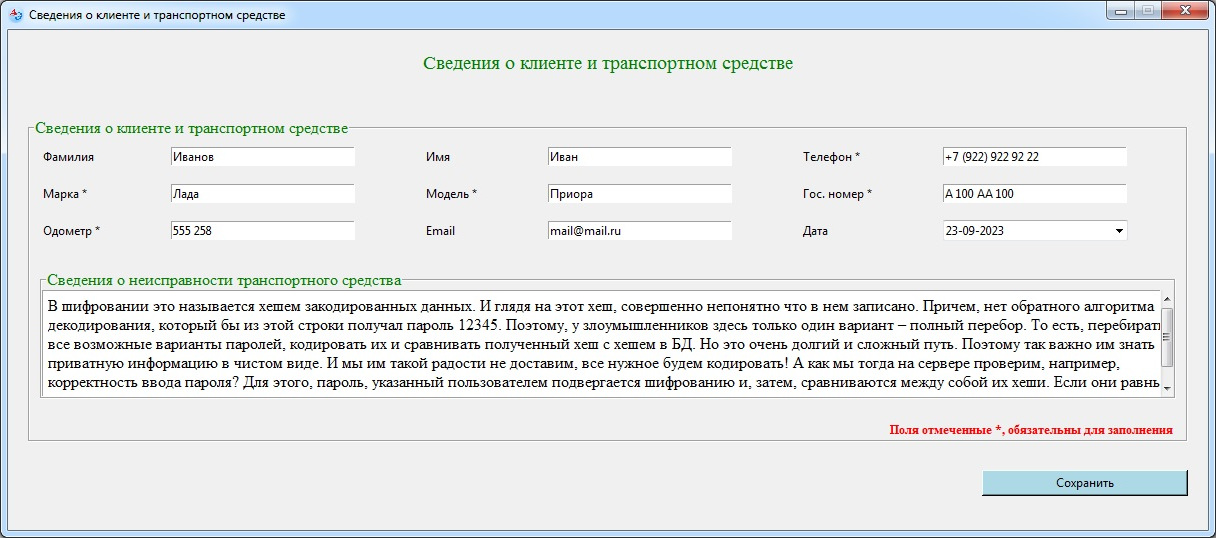 Сведения о клиенте и транспортном средстве
Сведения о клиенте и транспортном средстве
Сведения о клиенте и транспортном средстве
Фамилия Иванов Имя Иван Телефон * +7 (922) 922 92 22
Марка * Лада Модель * Приора Гос. номер * А 100 АА 100
Одометр * 555 258 Email mail@mail.ru Дата 23-09-2023
Сведения о неисправности транспортного средства
В шифровании это называется хешем закодированных данных. И глядя на этот хеш, совершенно непонятно что в нем записано. Причем, нет обратного алгоритма
декодирования, который бы из этой строки получал пароль 12345. Поэтому, у злоумышленников здесь только один вариант – полный перебор. То есть, перебират
все возможные варианты паролей, кодировать их и сравнивать полученный хеш с хешем в БД. Но это очень долгий и сложный путь. Поэтому так важно им знать
приватную информацию в чистом виде. И мы им такой радости не доставим, все нужное будем кодировать! А как мы тогда на сервере проверим, например,
корректность ввода пароля? Для этого, пароль, указанный пользователем подвергается шифрованию и, затем, сравниваются между собой их хеши. Если они равны
Поля отмеченные *, обязательны для заполнения
Сохранить